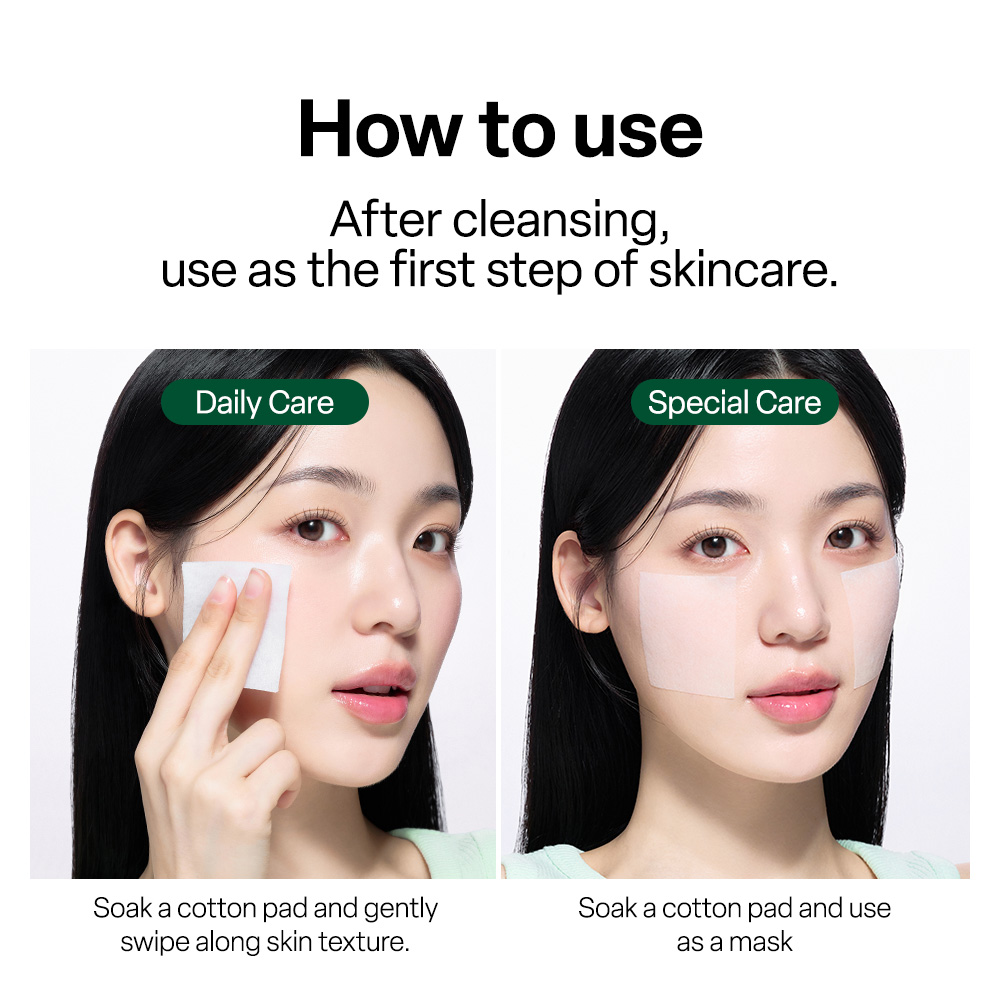 How to use
After cleansing,
use as the first step of skincare.
Daily Care
Special Care
Soak a cotton pad and gently
swipe along skin texture.
Soak a cotton pad and use
as a mask